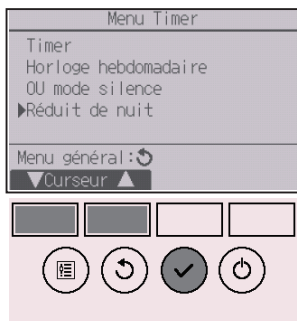 Menu Timer
Timer
Horloge hebdomadaire
OU mode silence
▶Réduit de nuit
Menu général:↺
▼Curseur▲